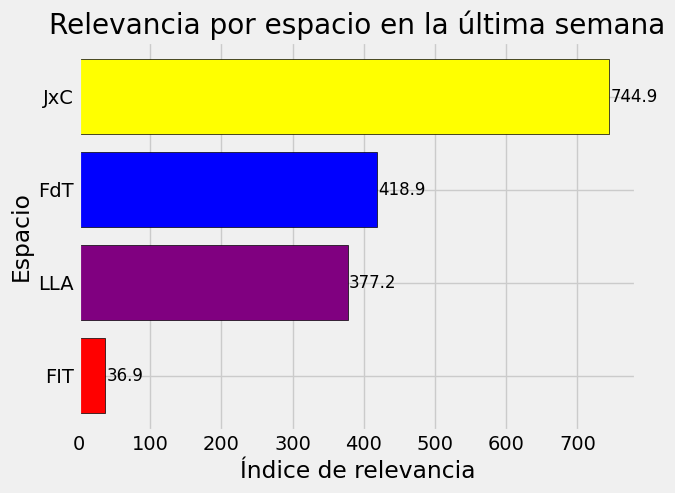 Relevancia por espacio en la última semana
JxC
744.9
FdT
418.9
LLA
377.2
FIT
36.9
Espacio
0 100 200 300 400 500 600 700
Índice de relevancia